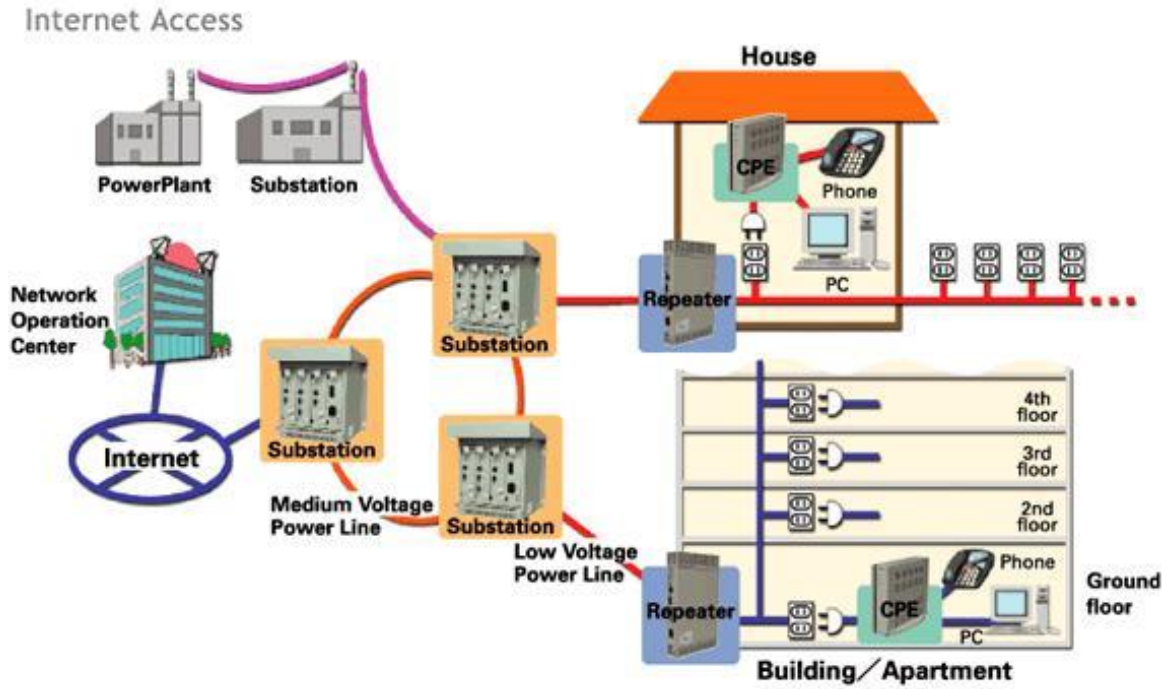 Internet Access
House
PowerPlant
Substation
CPE
Phone
PC
Network
Operation
Center
Repeater
Substation
Substation
Internet
Medium Voltage
Power Line
Substation
Low Voltage
Power Line
4th
floor
3rd
floor
2nd
floor
Repeater
CPE
Phone
PC
Ground
floor
Building／Apartment